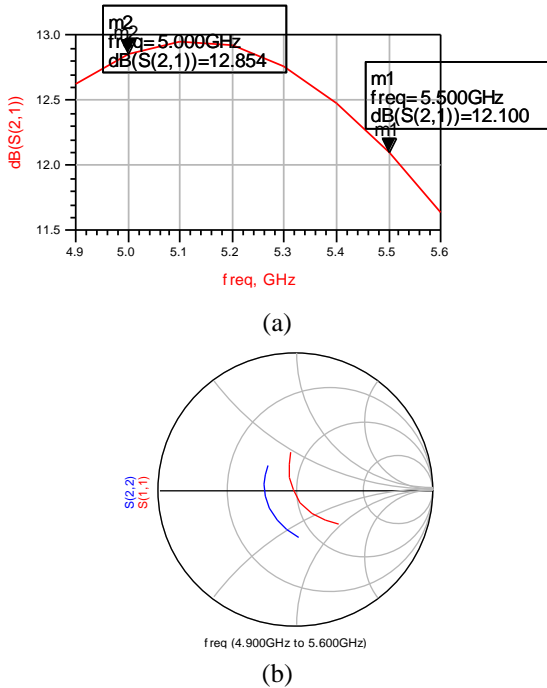 m2
freq=5.000GHz
dB(S(2,1))=12.854
m2
m1
freq=5.500GHz
dB(S(2,1))=12.100
m1
13.0
12.5
12.0
11.5
dB(S(2,1))
4.9 5.0 5.1 5.2 5.3 5.4 5.5 5.6
freq, GHz
(a)
S(2,2)
S(1,1)
freq (4.900GHz to 5.600GHz)
(b)